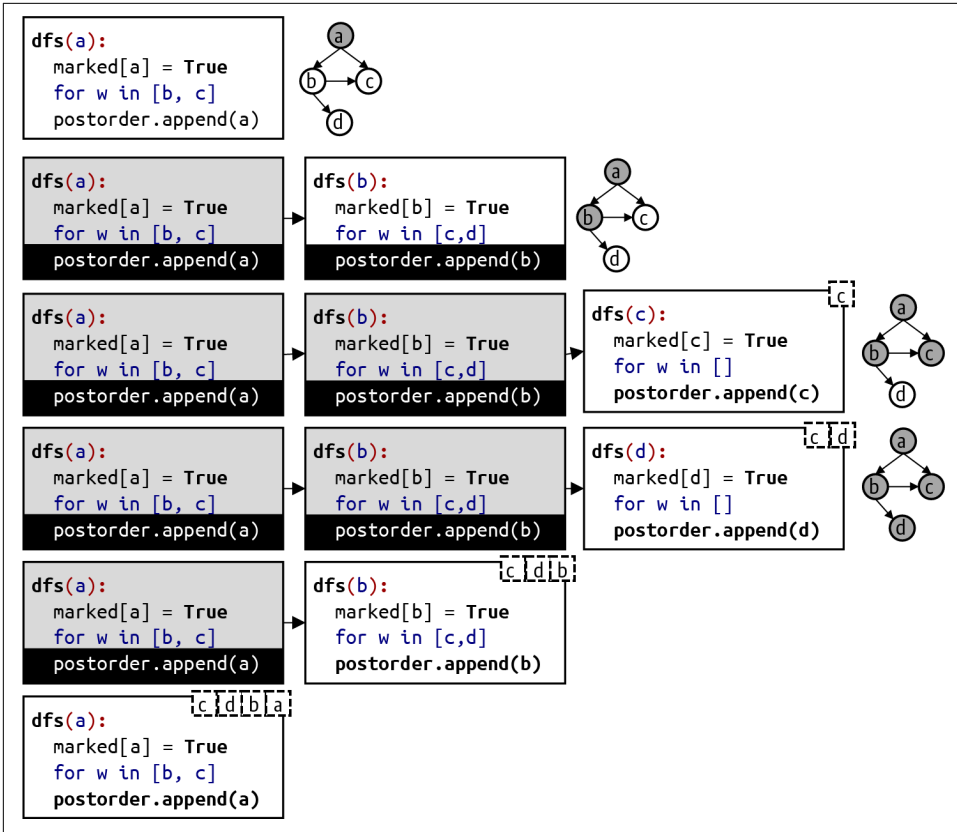 dfs(a):
marked[a] = True
for w in [b, c]
postorder.append(a)
a
b
c
d
dfs(a):
marked[a] = True
for w in [b, c]
postorder.append(a)
dfs(b):
marked[b] = True
for w in [c,d]
postorder.append(b)
a
b
c
d
dfs(a):
marked[a] = True
for w in [b, c]
postorder.append(a)
dfs(b):
marked[b] = True
for w in [c,d]
postorder.append(b)
c
dfs(c):
marked[c] = True
for w in []
postorder.append(c)
a
b
c
d
dfs(a):
marked[a] = True
for w in [b, c]
postorder.append(a)
dfs(b):
marked[b] = True
for w in [c,d]
postorder.append(b)
c d
dfs(d):
marked[d] = True
for w in []
postorder.append(d)
a
b
c
d
dfs(a):
marked[a] = True
for w in [b, c]
postorder.append(a)
c d b
dfs(b):
marked[b] = True
for w in [c,d]
postorder.append(b)
c d b a
dfs(a):
marked[a] = True
for w in [b, c]
postorder.append(a)